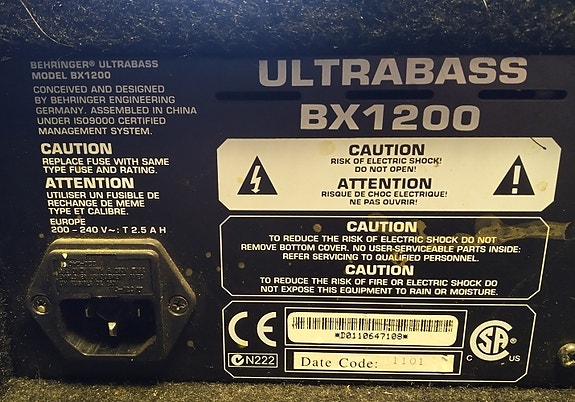 BEHRINGER® ULTRABASS
MODEL BX1200
CONCEIVED AND DESIGNED
BY BEHRINGER ENGINEERING
GERMANY. ASSEMBLED IN CHINA
UNDER ISO9000 CERTIFIED
MANAGEMENT SYSTEM.
CAUTION
REPLACE FUSE WITH SAME
TYPE FUSE AND RATING.
ATTENTION
UTILISER UN FUSIBLE DE
RECHANGE DE MEME
TYPE ET CALIBRE.
EUROPE
200 - 240 V~: T 2.5 A H
ULTRABASS
BX1200
CAUTION
RISK OF ELECTRIC SHOCK!
DO NOT OPEN!
ATTENTION
RISQUE DE CHOC ELECTRIQUE!
NE PAS OUVRIR!
!
CAUTION
TO REDUCE THE RISK OF ELECTRIC SHOCK DO NOT
REMOVE BOTTOM COVER. NO USER-SERVICEABLE PARTS INSIDE:
REFER SERVICING TO QUALIFIED PERSONNEL.
CAUTION
TO REDUCE THE RISK OF FIRE OR ELECTRIC SHOCK DO
NOT EXPOSE THIS EQUIPMENT TO RAIN OR MOISTURE.
CE
*D0110647108*
N222
Date Code: 1101
C SA US